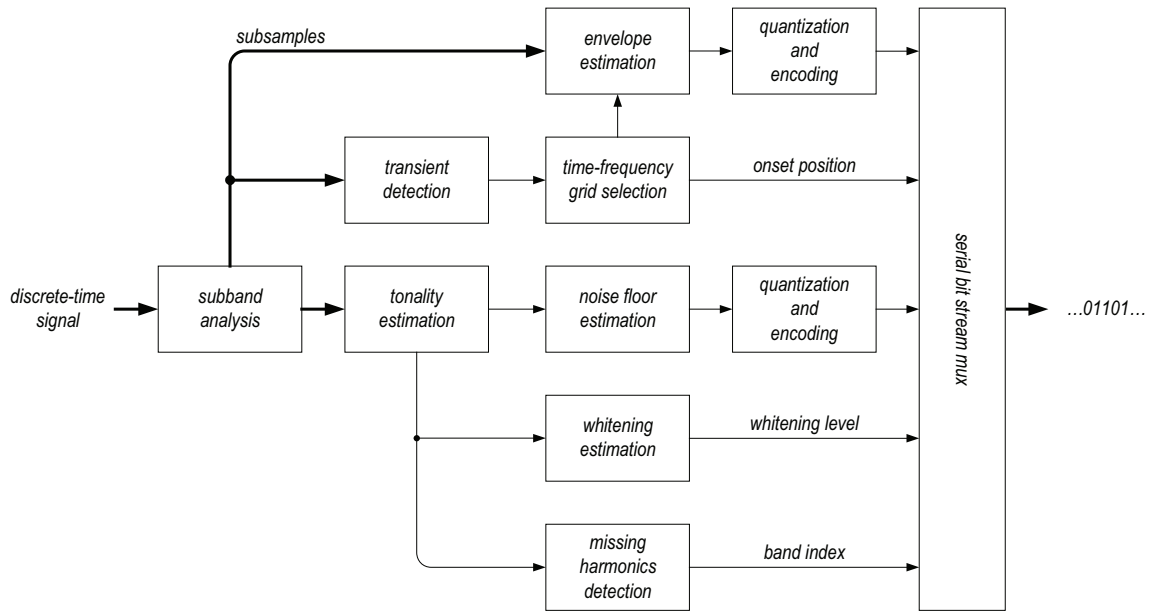 subsamples
envelope
estimation
quantization
and
encoding
transient
detection
time-frequency
grid selection
onset position
discrete-time
signal
subband
analysis
tonality
estimation
noise floor
estimation
quantization
and
encoding
serial bit stream mux
...01101...
whitening
estimation
whitening level
missing
harmonics
detection
band index